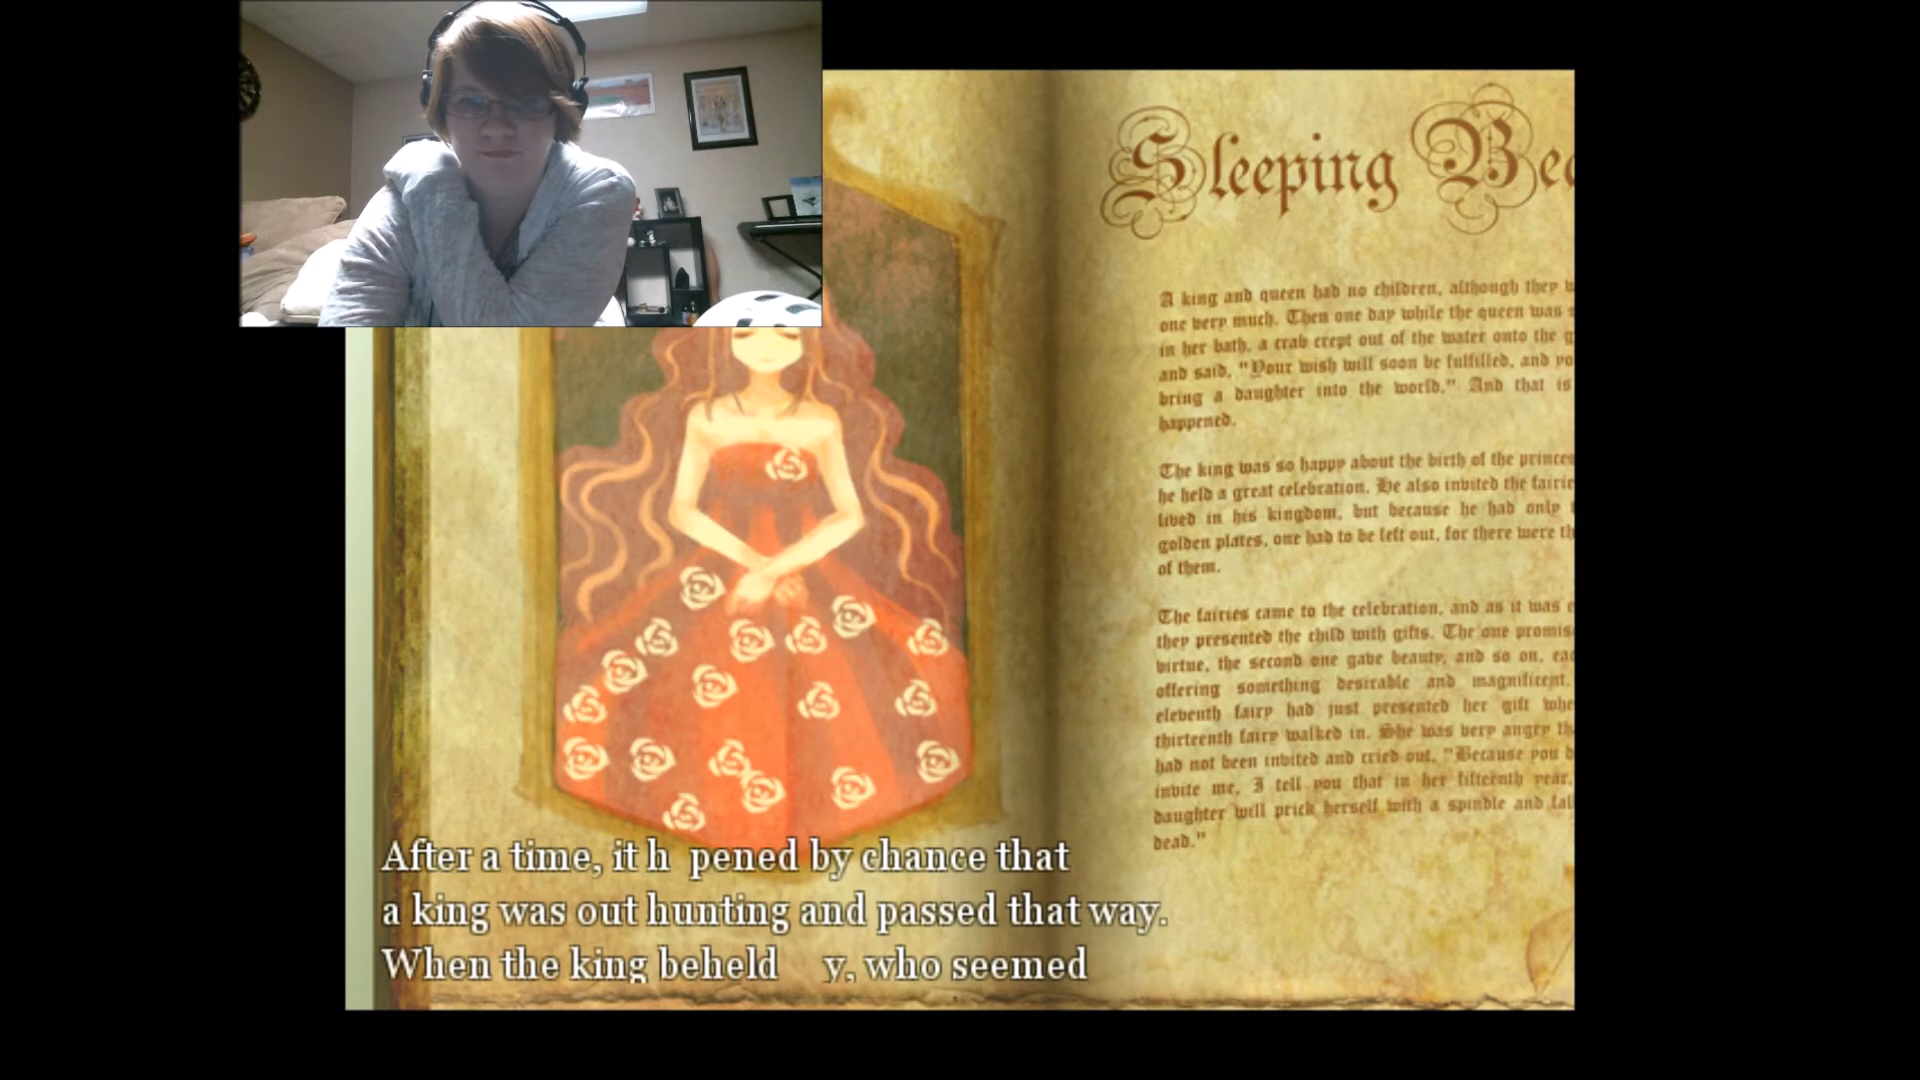 Sleeping
A king and queen had no children, although they
one very much. Then one day while the queen was
in her bath, a crab crept out of the water onto the
and said, "Your wish will soon be fulfilled, and
bring a daughter into the world." And that is
happened.
The king was so happy about the birth of the
he held a great celebration. He also invited the
lived in his kingdom, but because he had only
golden plates, one had to be left out, for there were
of them.
The fairies came to the celebration, and as it was
they presented the child with gifts. The one
virtue, the second one gave beauty, and so on,
offering something desirable and magnificent.
eleventh fairy had just presented her gift
thirteenth fairy walked in. She was very angry
had not been invited and cried out, "Because you
invite me, I tell you that in her fifteenth year,
daughter will prick herself with a spindle and
dead."
After a time, it h pened by chance that
a king was out hunting and passed that way.
When the king beheld y, who seemed